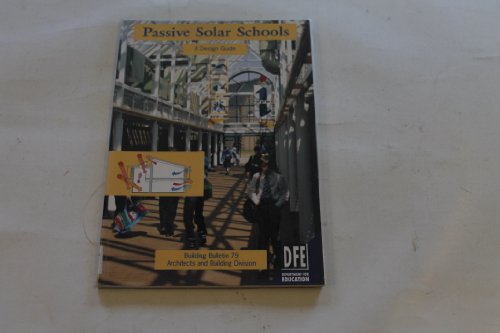 Passive Solar Schools
A Design Guide
Building Bulletin 79
Architects and Building Division
DFE
DEPARTMENT FOR
EDUCATION